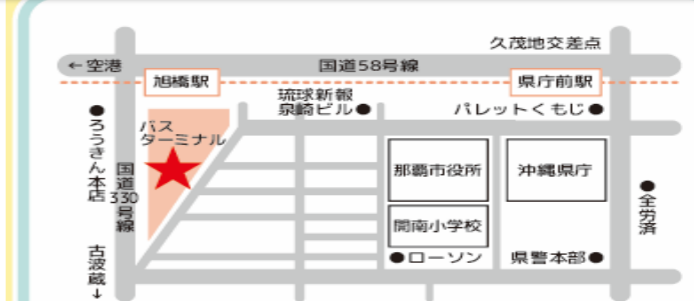 久茂地交差点
←空港
国道58号線
旭橋駅
県庁前駅
琉球新報
泉崎ビル●
パレットくもじ●
バス
ターミナル
●ろうきん本店
国道330号線
那覇市役所
沖縄県庁
開南小学校
●全労済
●ローソン
県警本部●
古波蔵↓